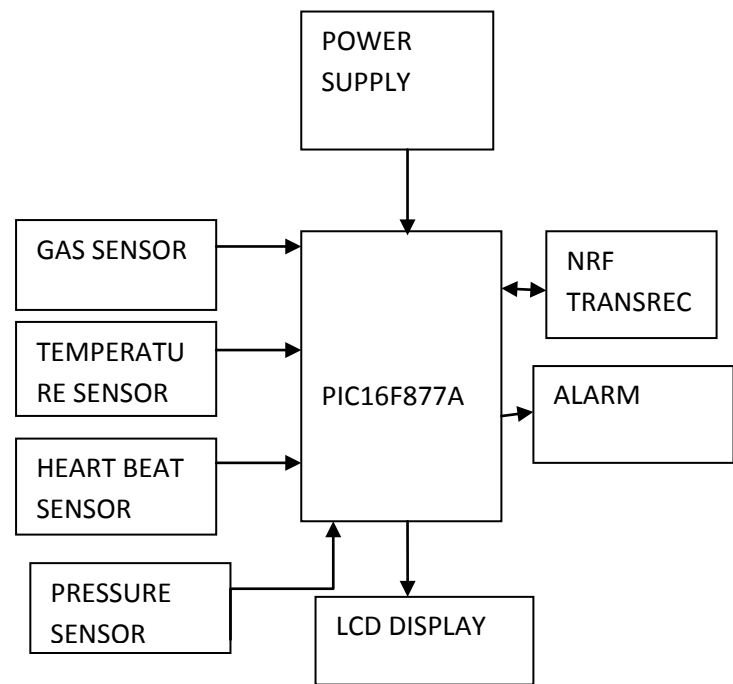 POWER
SUPPLY
GAS SENSOR
TEMPERATU
RE SENSOR
HEART BEAT
SENSOR
PRESSURE
SENSOR
PIC16F877A
NRF
TRANSREC
ALARM
LCD DISPLAY